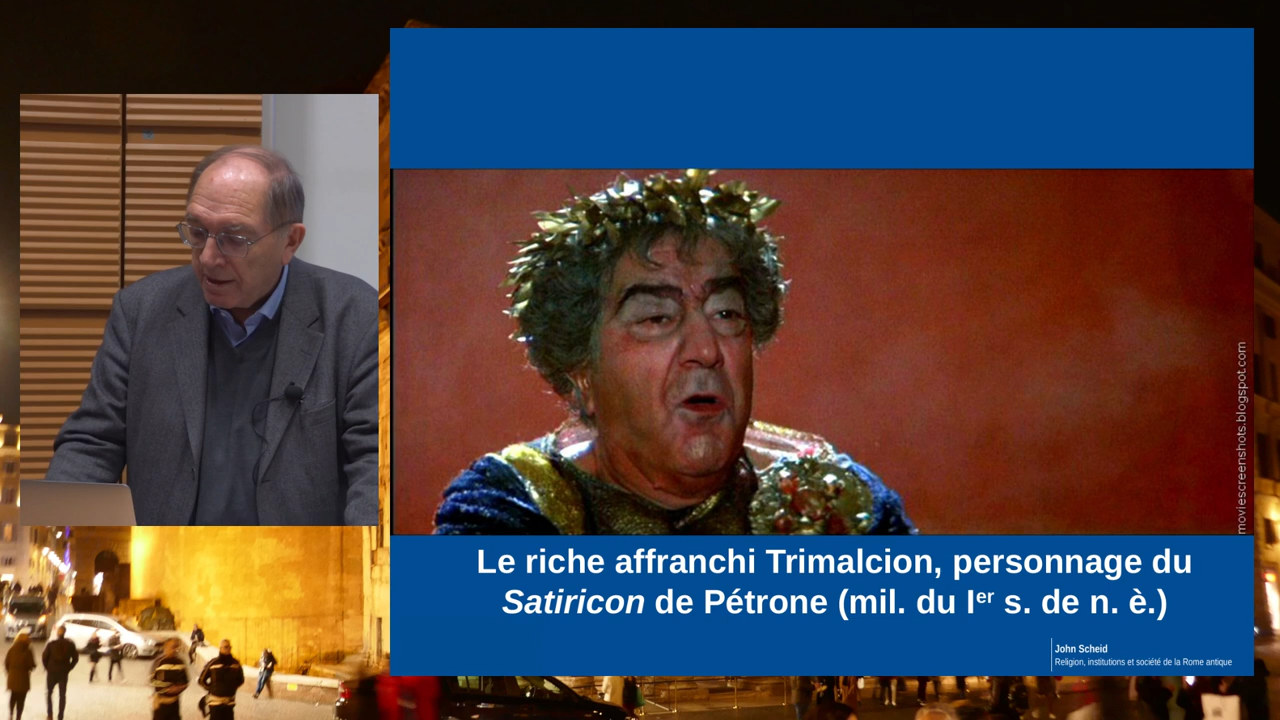 moviescreenshots.blogspot.com
Le riche affranchi Trimalcion, personnage du
Satiricon de Pétrone (mil. du Ier s. de n. è.)
John Scheid
Religion, institutions et société de la Rome antique